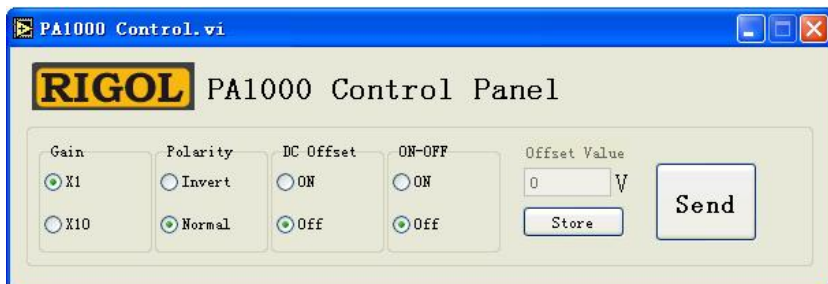 PA1000 Control.vi
RIGOL PA1000 Control Panel
Gain Polarity DC Offset ON-OFF Offset Value
X1 Invert ON ON 0 V
X10 Normal Off Off Store Send